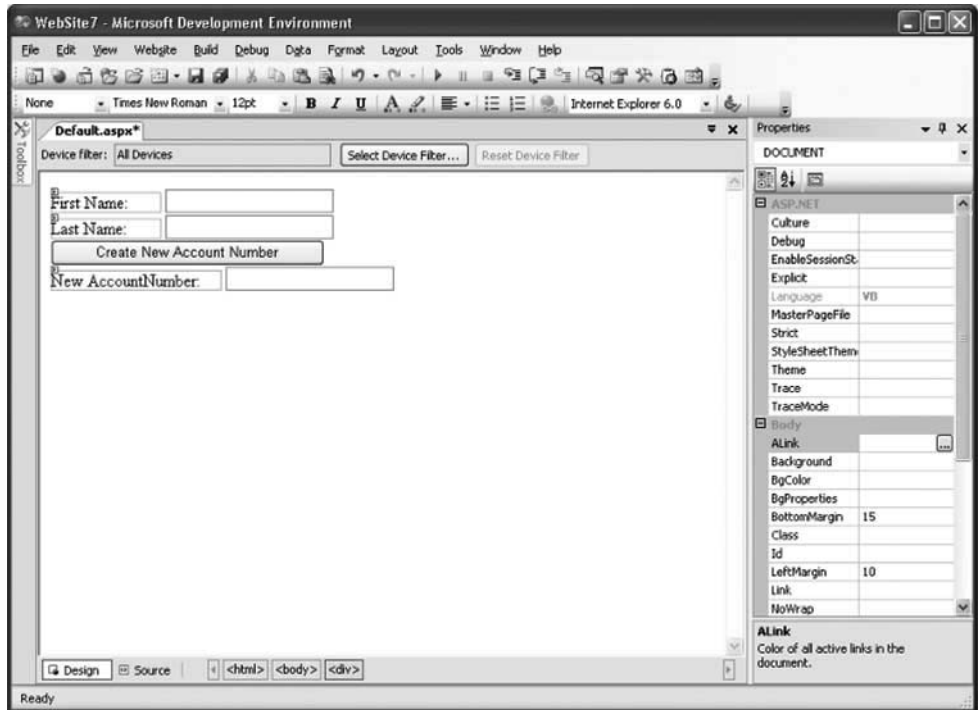 WebSite7 - Microsoft Development Environment
File Edit View Website Build Debug Data Format Layout Tools Window Help
None Times New Roman 12pt B I U A Internet Explorer 6.0
Toolbox
Default.aspx*
Device filter: All Devices Select Device Filter... Reset Device Filter
First Name:
Last Name:
Create New Account Number
New AccountNumber:
Design Source <html> <body> <div>
Properties
DOCUMENT
ASP.NET
Culture
Debug
EnableSessionSt
Explicit
Language VB
MasterPageFile
Strict
StyleSheetThem
Theme
Trace
TraceMode
Body
ALink ...
Background
BgColor
BgProperties
BottomMargin 15
Class
Id
LeftMargin 10
Link
NoWrap
ALink
Color of all active links in the
document.
Ready